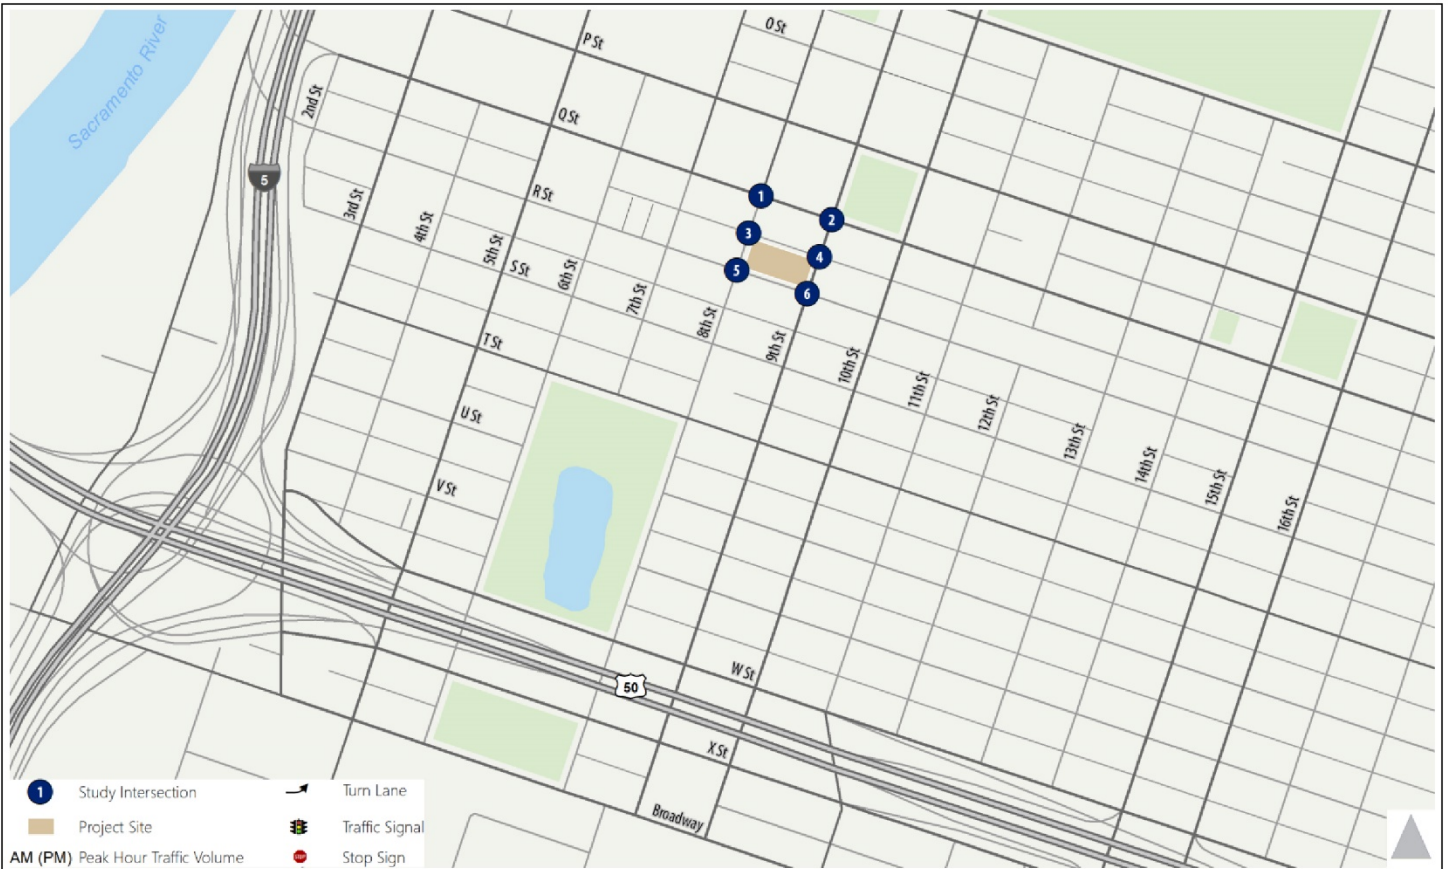 Sacramento River
O St
P St
Q St
2nd St
5
R St
3rd St
4th St
5th St
S St
6th St
7th St
8th St
9th St
10th St
11th St
12th St
13th St
14th St
15th St
16th St
1
2
3
4
5
6
T St
U St
V St
W St
50
X St
Broadway
1 Study Intersection Turn Lane
Project Site Traffic Signal
AM (PM) Peak Hour Traffic Volume STOP Stop Sign